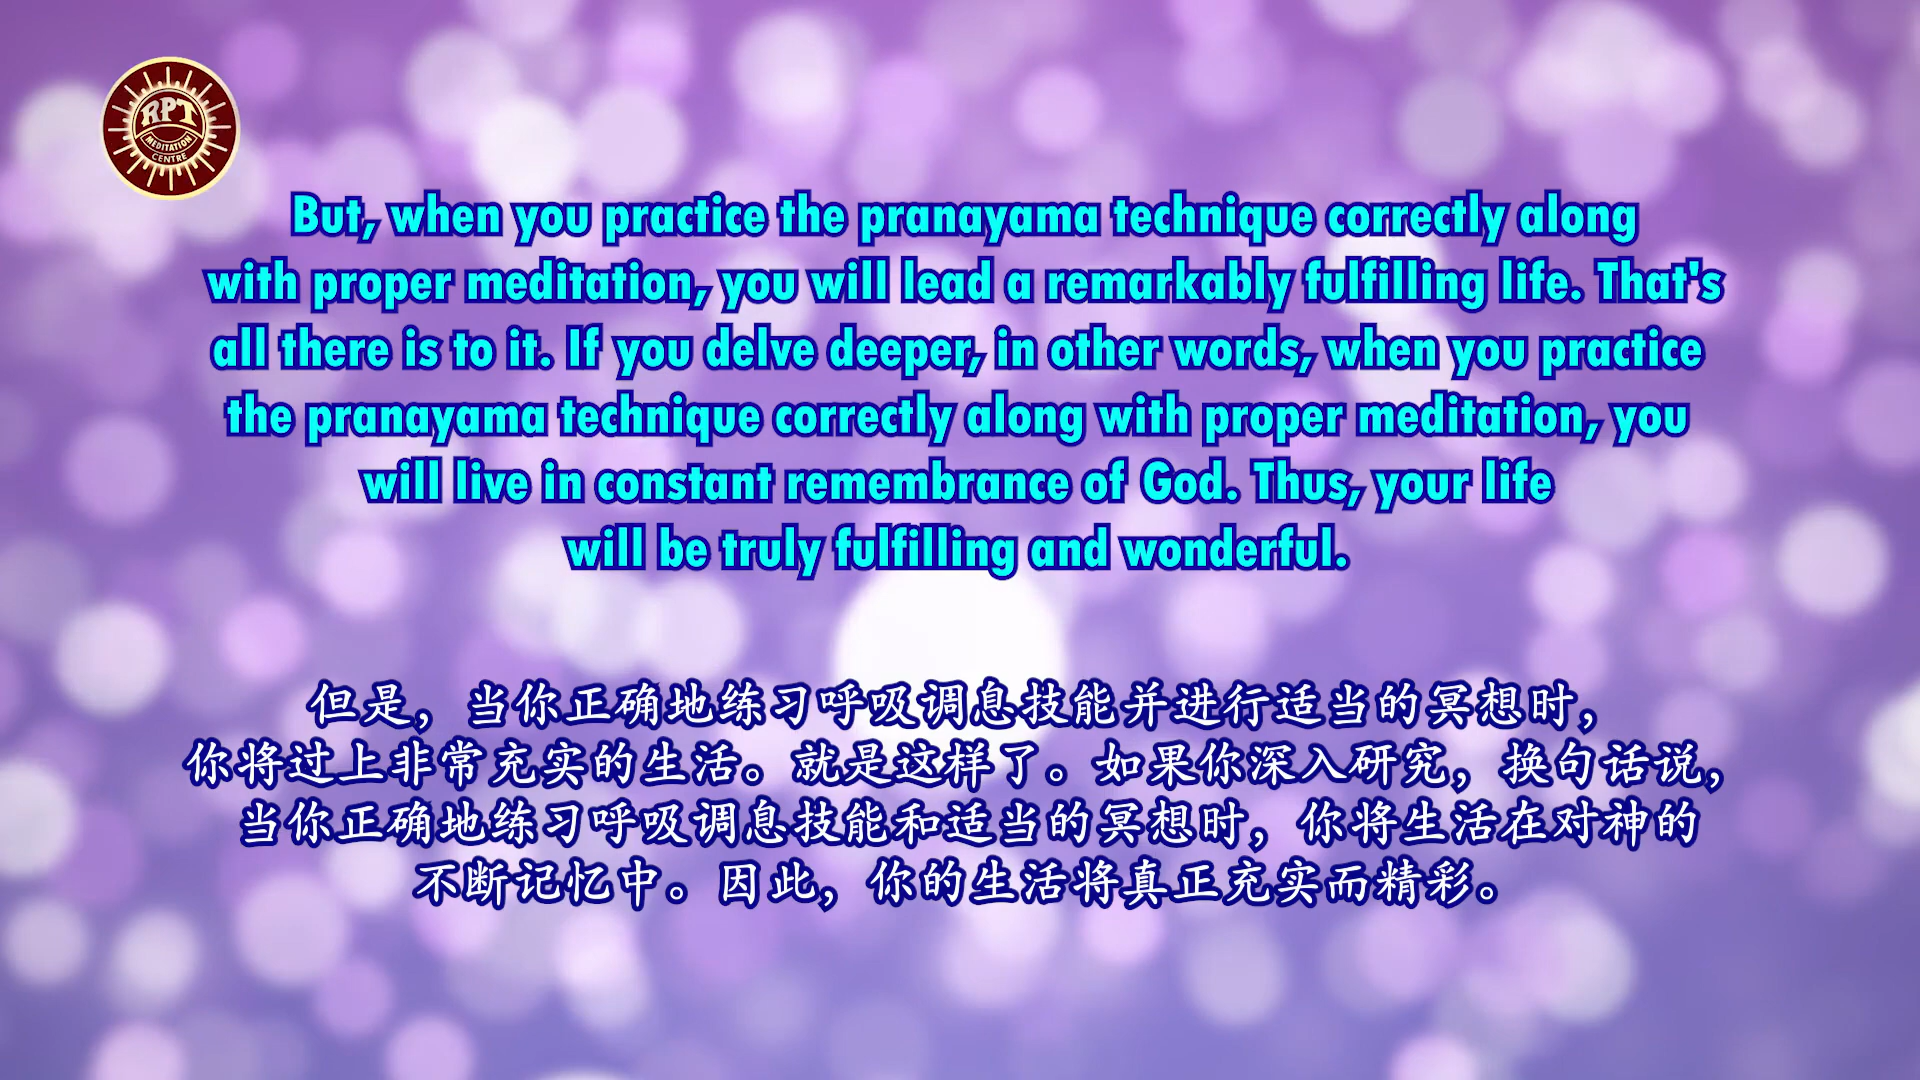 RPT
MEDITATION
CENTRE
But, when you practice the pranayama technique correctly along
with proper meditation, you will lead a remarkably fulfilling life. That's
all there is to it. If you delve deeper, in other words, when you practice
the pranayama technique correctly along with proper meditation, you
will live in constant remembrance of God. Thus, your life
will be truly fulfilling and wonderful.
但是，当你正确地练习呼吸调息技能并进行适当的冥想时，
你将过上非常充实的生活。就是这样了。如果你深入研究，换句话说，
当你正确地练习呼吸调息技能和适当的冥想时，你将生活在对神的
不断记忆中。因此，你的生活将真正充实而精彩。